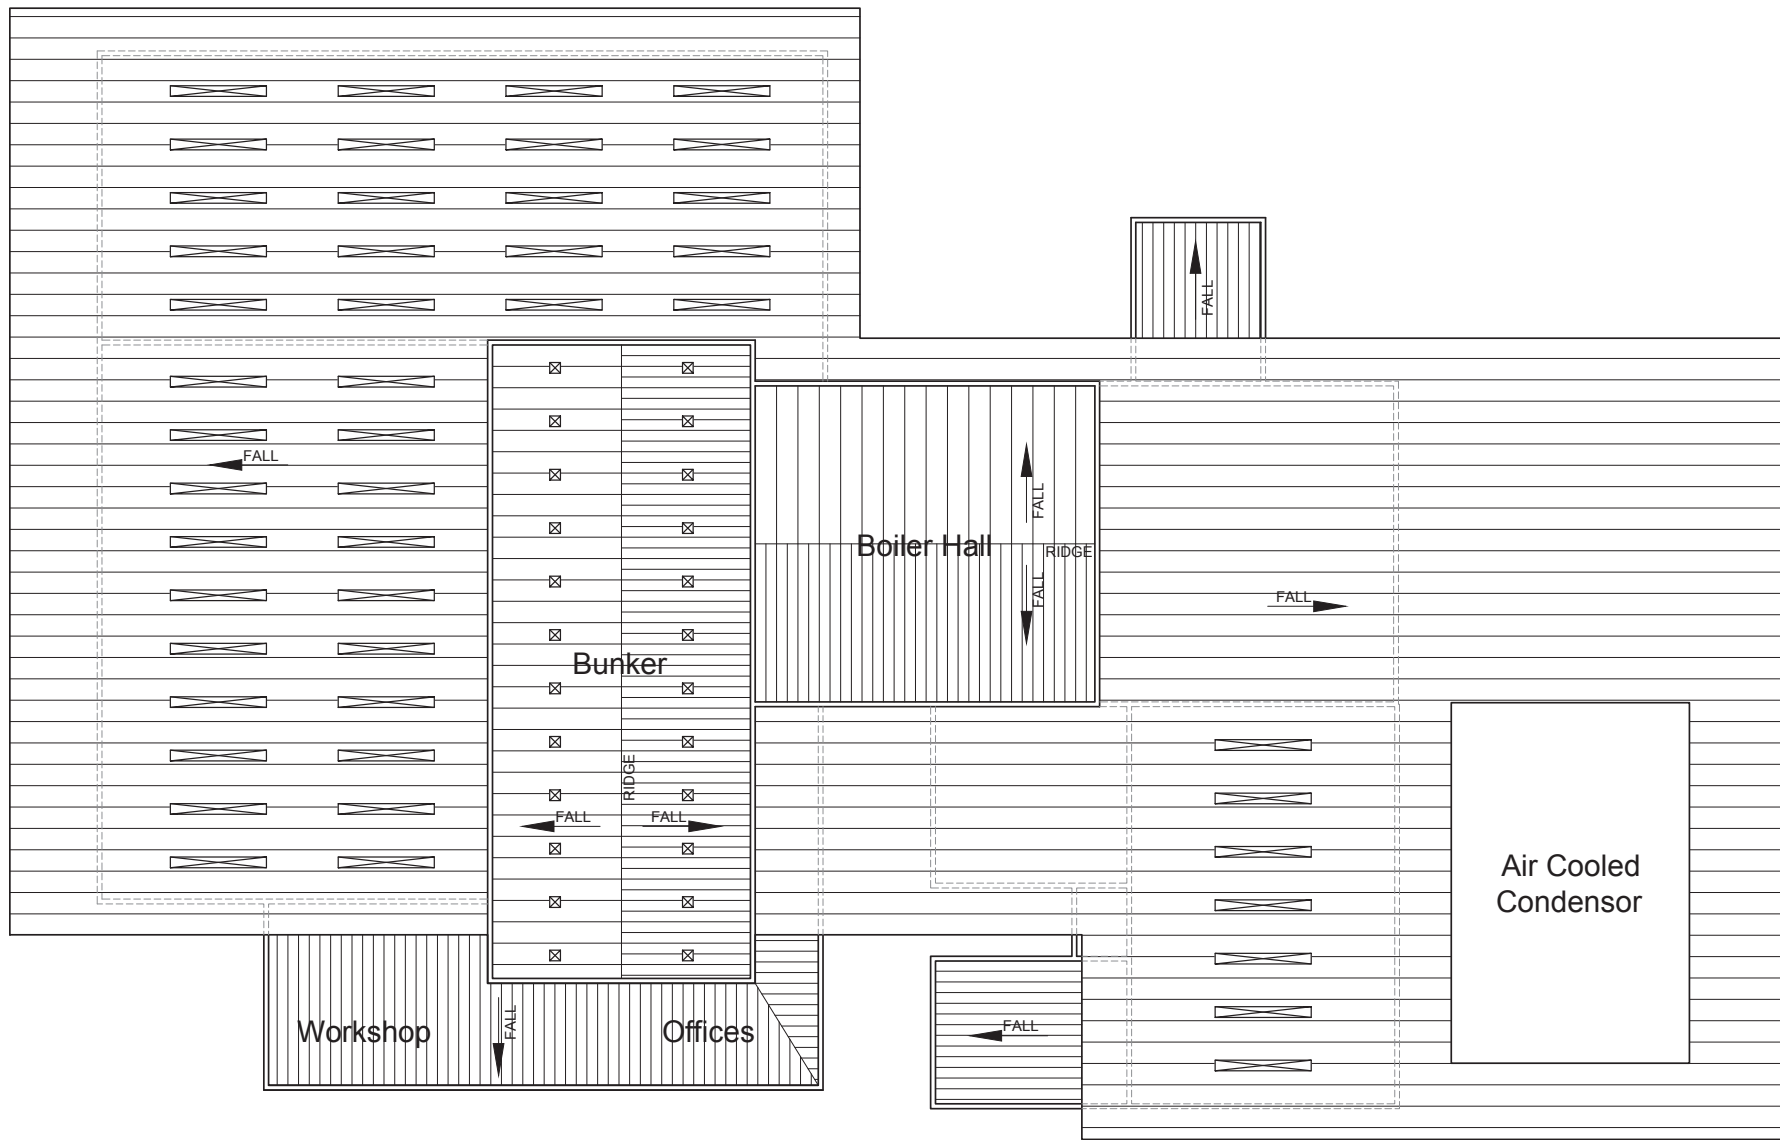 FALL
FALL
FALL
Boiler Hall
RIDGE
FALL
FALL
Bunker
RIDGE
FALL
FALL
Air Cooled
Condensor
Workshop
FALL
Offices
FALL